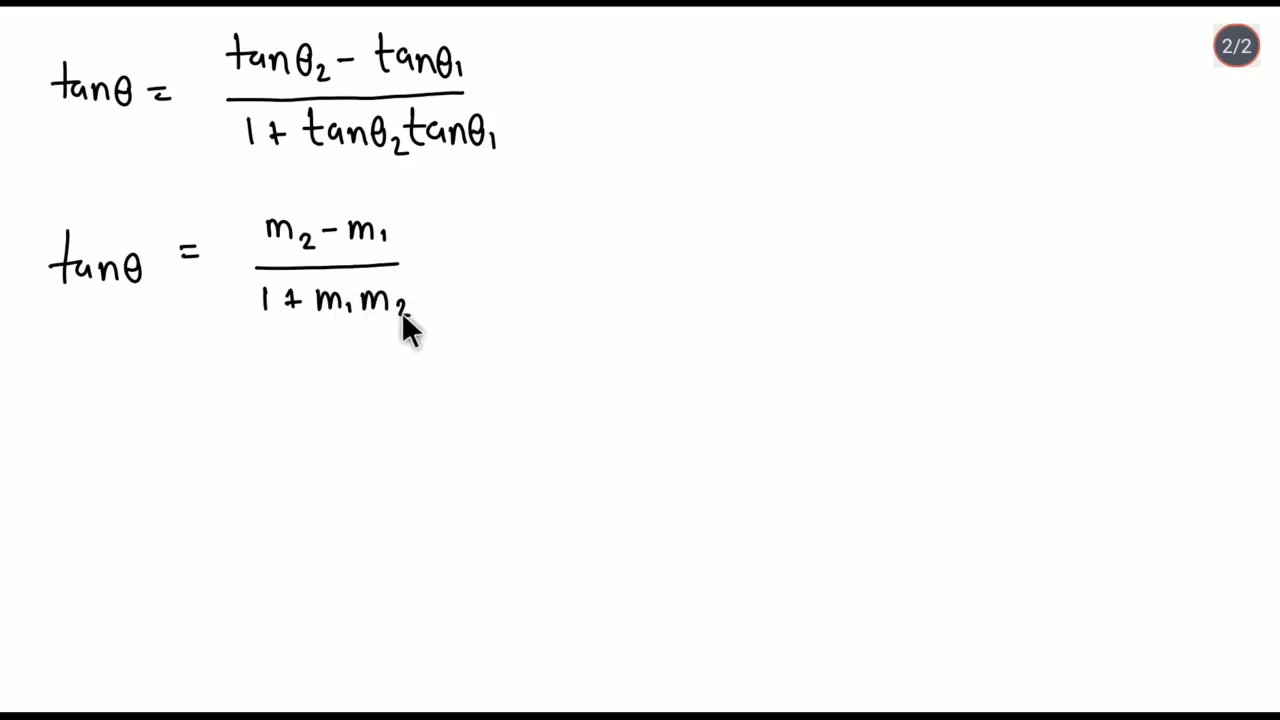 2/2
tanθ = (tanθ₂ − tanθ₁) / (1 + tanθ₂tanθ₁)
tanθ = (m₂ − m₁) / (1 + m₁m₂)